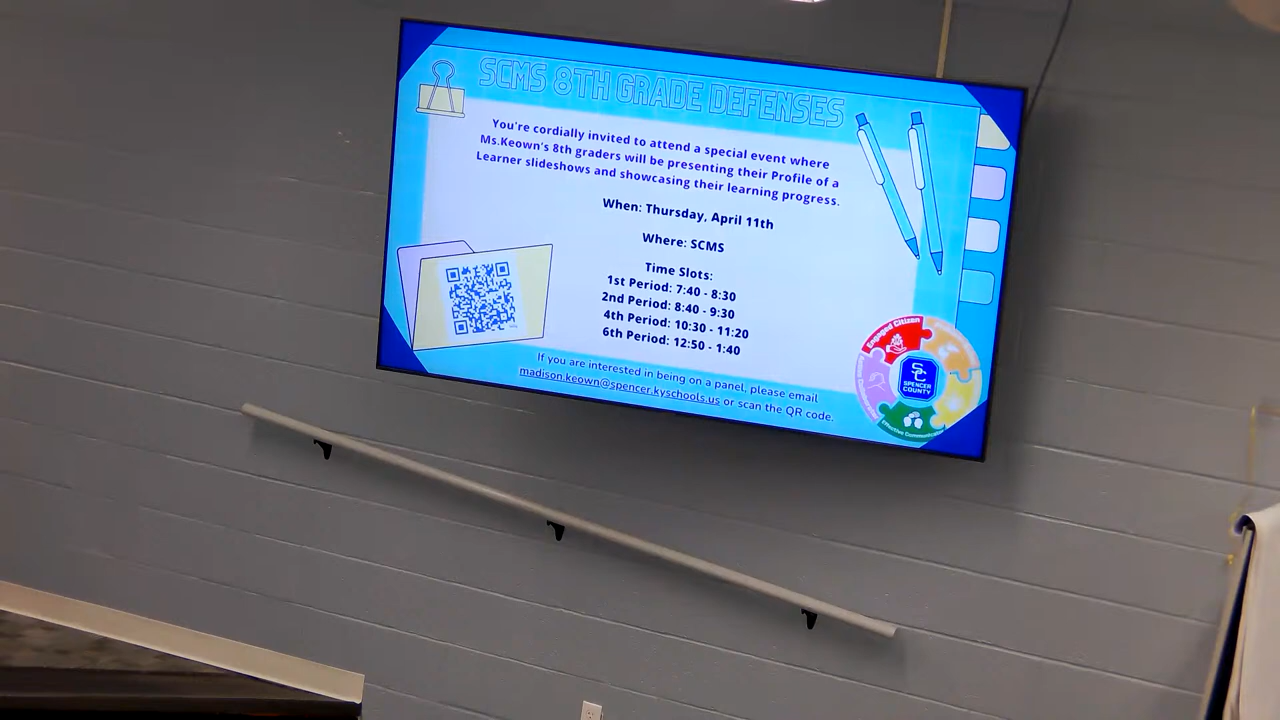 SCMS 8TH GRADE DEFENSES
You're cordially invited to attend a special event where
Ms.Keown's 8th graders will be presenting their Profile of a
Learner slideshows and showcasing their learning progress.
When: Thursday, April 11th
Where: SCMS
Time Slots:
1st Period: 7:40 - 8:30
2nd Period: 8:40 - 9:30
4th Period: 10:30 - 11:20
6th Period: 12:50 - 1:40
If you are interested in being on a panel, please email
madison.keown@spencer.kyschools.us or scan the QR code.
Engaged Citizen
SC
SPENCER
COUNTY
Effective